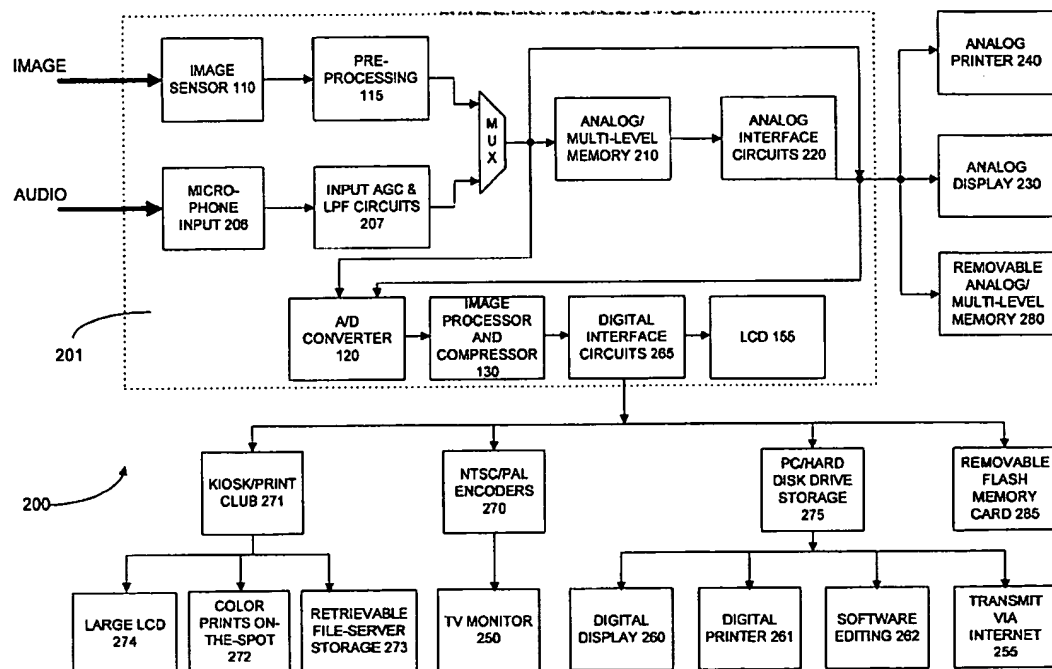 IMAGE
IMAGE
SENSOR 110
PRE-
PROCESSING
115
MUX
ANALOG/
MULTI-LEVEL
MEMORY 210
ANALOG
INTERFACE
CIRCUITS 220
ANALOG
PRINTER
240
AUDIO
MICRO-
PHONE
INPUT 206
INPUT AGC &
LPF CIRCUITS
207
ANALOG
DISPLAY 230
REMOVABLE
ANALOG/
MULTI-LEVEL
MEMORY 280
201
A/D
CONVERTER
120
IMAGE
PROCESSOR
AND
COMPRESSOR
130
DIGITAL
INTERFACE
CIRCUITS 265
LCD 155
200
KIOSK/PRINT
CLUB 271
NTSC/PAL
ENCODERS
270
PC/HARD
DISK DRIVE
STORAGE
275
REMOVABLE
FLASH
MEMORY
CARD 285
LARGE LCD
274
COLOR
PRINTS ON-
THE-SPOT
272
RETRIEVABLE
FILE-SERVER
STORAGE 273
TV MONITOR
250
DIGITAL
DISPLAY 260
DIGITAL
PRINTER 261
SOFTWARE
EDITING 262
TRANSMIT
VIA
INTERNET
255